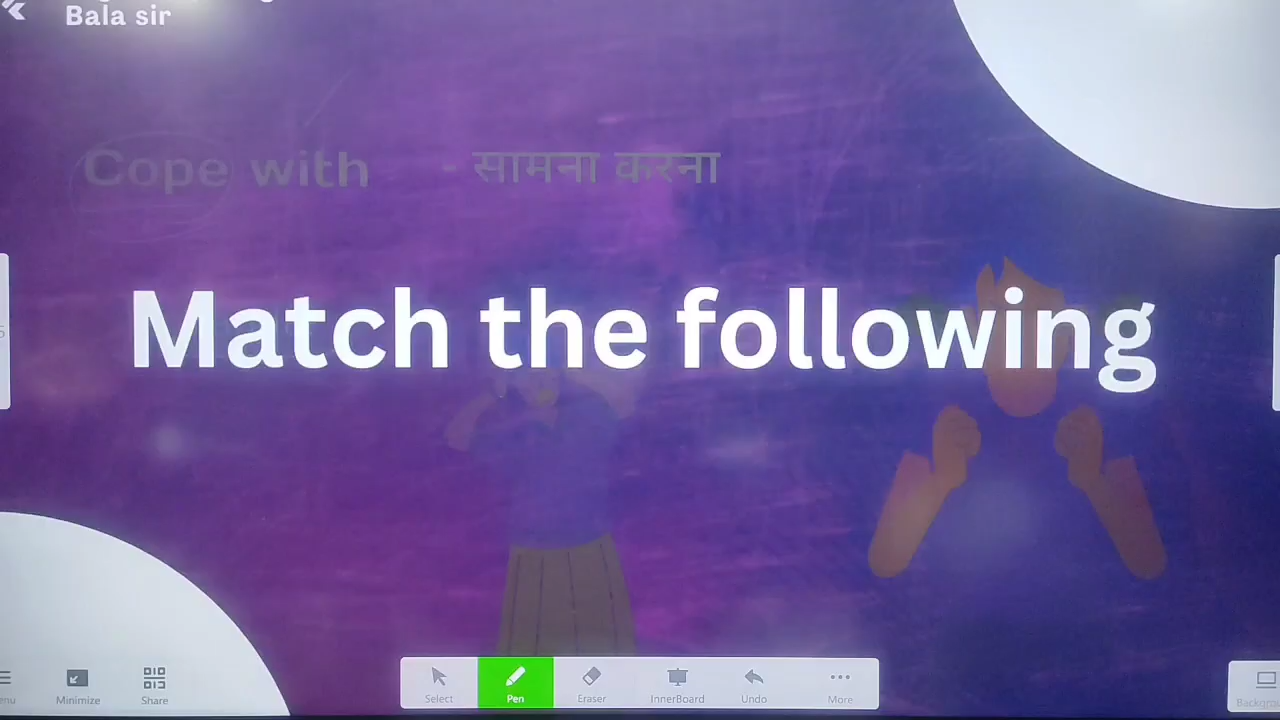 Bala sir
Cope with - सामना करना
Match the following
Minimize
Share
Select
Pen
Eraser
InnerBoard
Undo
More